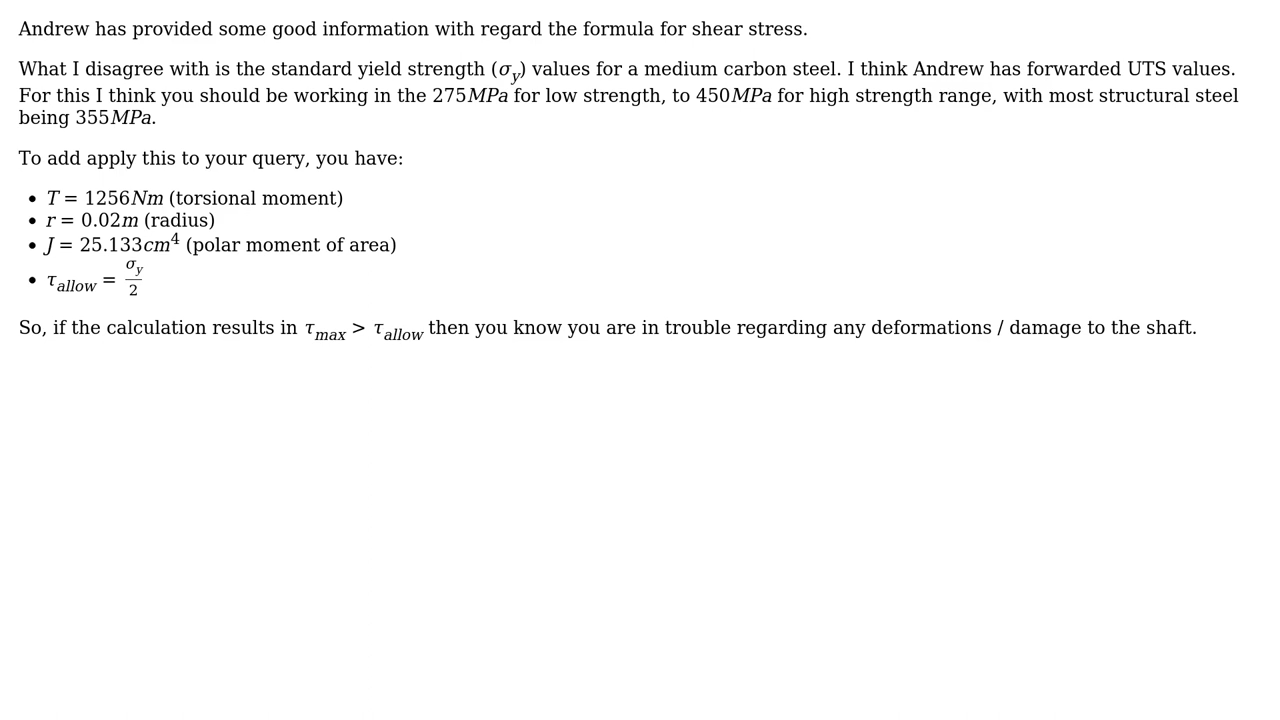 Andrew has provided some good information with regard the formula for shear stress.
What I disagree with is the standard yield strength (σ_y) values for a medium carbon steel. I think Andrew has forwarded UTS values.
For this I think you should be working in the 275MPa for low strength, to 450MPa for high strength range, with most structural steel
being 355MPa.
To add apply this to your query, you have:
• T = 1256Nm (torsional moment)
• r = 0.02m (radius)
• J = 25.133cm⁴ (polar moment of area)
• τ_allow = σ_y/2
So, if the calculation results in τ_max > τ_allow then you know you are in trouble regarding any deformations / damage to the shaft.